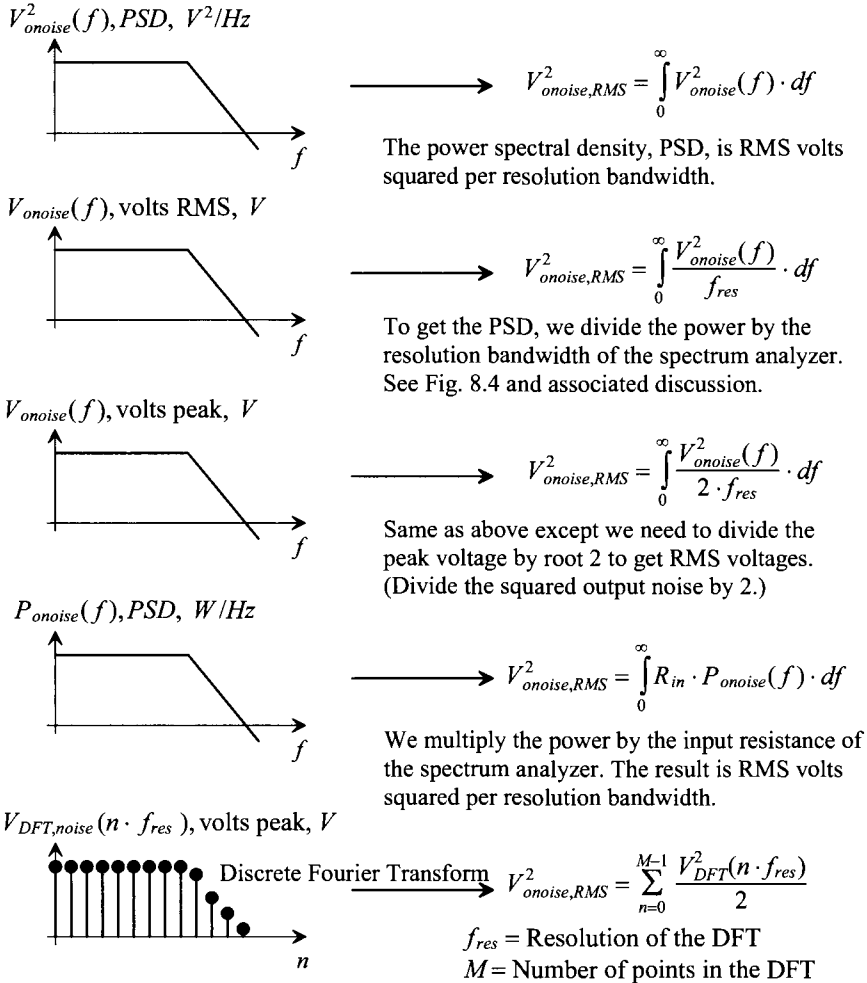 V²onoise(f), PSD, V²/Hz
f
V²onoise,RMS = ∫₀^∞ V²onoise(f) · df
The power spectral density, PSD, is RMS volts
squared per resolution bandwidth.
Vonoise(f), volts RMS, V
f
V²onoise,RMS = ∫₀^∞ V²onoise(f) / fres · df
To get the PSD, we divide the power by the
resolution bandwidth of the spectrum analyzer.
See Fig. 8.4 and associated discussion.
Vonoise(f), volts peak, V
f
V²onoise,RMS = ∫₀^∞ V²onoise(f) / 2 · fres · df
Same as above except we need to divide the
peak voltage by root 2 to get RMS voltages.
(Divide the squared output noise by 2.)
Ponoise(f), PSD, W/Hz
f
V²onoise,RMS = ∫₀^∞ Rin · Ponoise(f) · df
We multiply the power by the input resistance of
the spectrum analyzer. The result is RMS volts
squared per resolution bandwidth.
VDFT,noise(n · fres), volts peak, V
Discrete Fourier Transform
n
V²onoise,RMS = Σ n=0 M−1 V²DFT(n · fres) / 2
fres = Resolution of the DFT
M = Number of points in the DFT